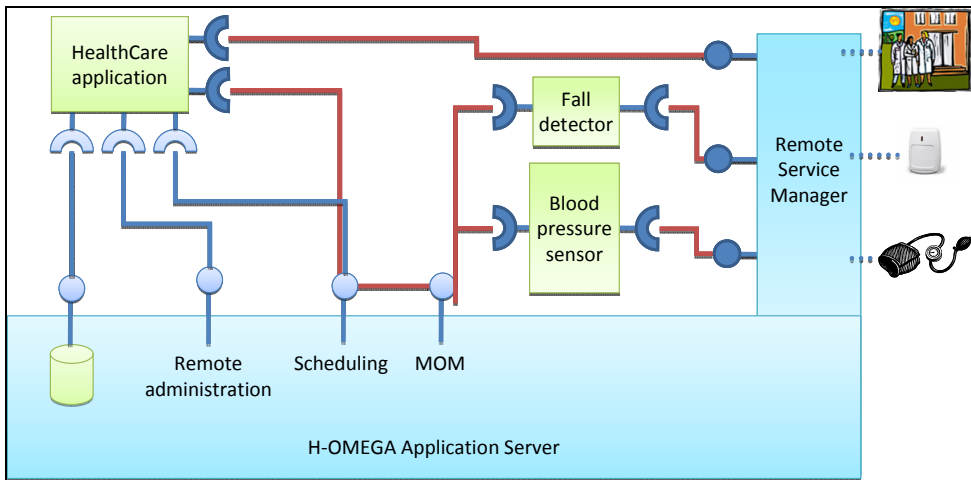 HealthCare
application
Fall
detector
Blood
pressure
sensor
Remote
Service
Manager
Remote
administration
Scheduling
MOM
H-OMEGA Application Server